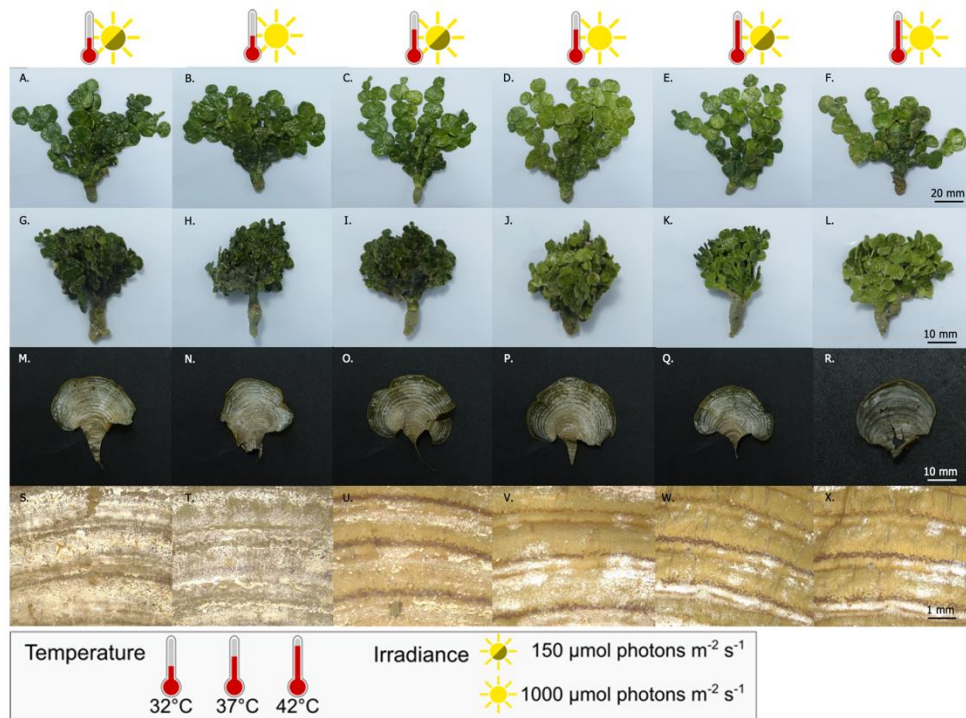 A. B. C. D. E. F.
20 mm
G. H. I. J. K. L.
10 mm
M. N. O. P. Q. R.
10 mm
S. T. U. V. W. X.
1 mm
Temperature
32°C 37°C 42°C
Irradiance
150 µmol photons m⁻² s⁻¹
1000 µmol photons m⁻² s⁻¹